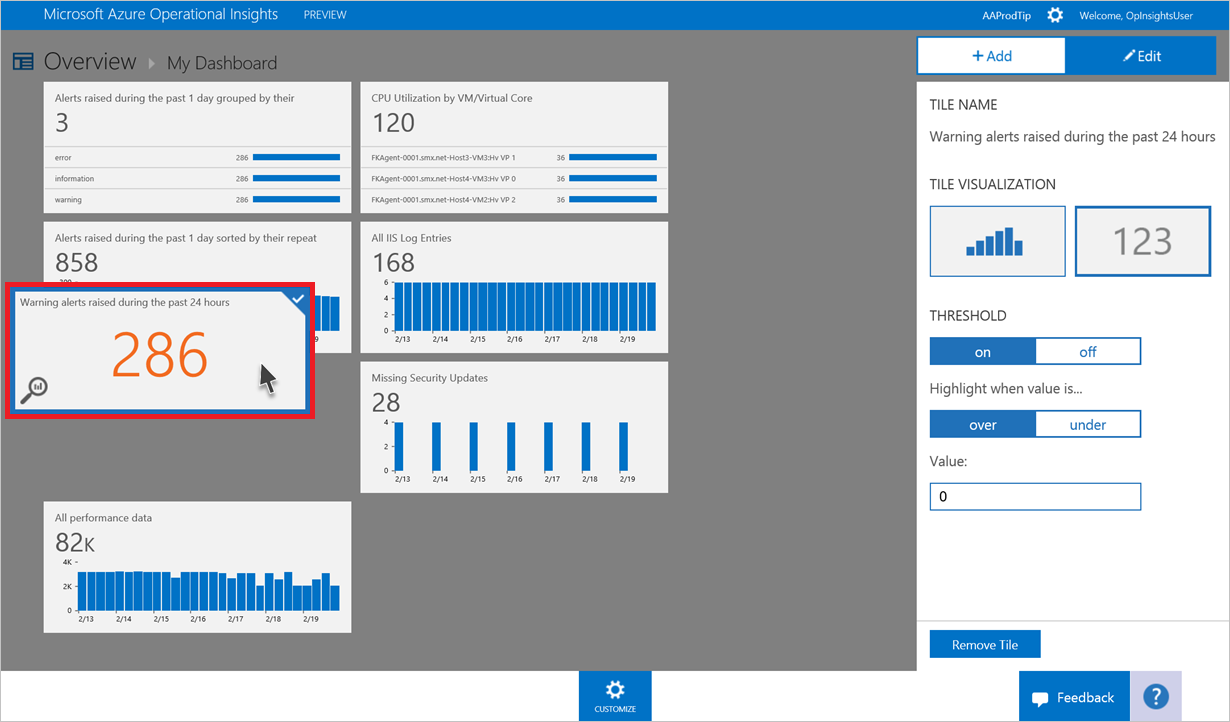 Microsoft Azure Operational Insights PREVIEW AAProdTip Welcome, OpInsightsUser
Overview My Dashboard
+ Add Edit
Alerts raised during the past 1 day grouped by their
3
error 286
information 286
warning 286
CPU Utilization by VM/Virtual Core
120
FKAgent-0001.smx.net-Host3-VM3:Hv VP 1 36
FKAgent-0001.smx.net-Host4-VM3:Hv VP 0 36
FKAgent-0001.smx.net-Host4-VM2:Hv VP 2 36
Alerts raised during the past 1 day sorted by their repeat
858
All IIS Log Entries
168
6
4
2
0
2/13 2/14 2/15 2/16 2/17 2/18 2/19
Warning alerts raised during the past 24 hours
286
Missing Security Updates
28
4
2
0
2/13 2/14 2/15 2/16 2/17 2/18 2/19
All performance data
82K
4K
2K
0
2/13 2/14 2/15 2/16 2/17 2/18 2/19
TILE NAME
Warning alerts raised during the past 24 hours
TILE VISUALIZATION
123
THRESHOLD
on off
Highlight when value is...
over under
Value:
0
Remove Tile
CUSTOMIZE
Feedback
?